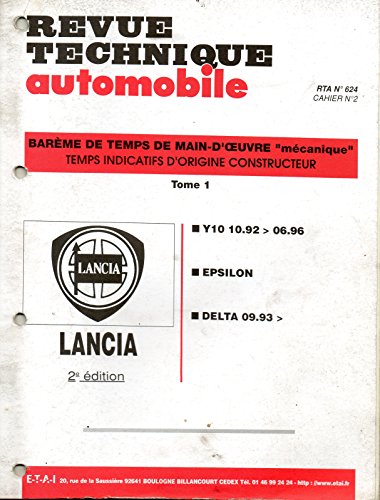 REVUE
TECHNIQUE
automobile
RTA N° 624
CAHIER N°2
BARÈME DE TEMPS DE MAIN-D'ŒUVRE "mécanique"
TEMPS INDICATIFS D'ORIGINE CONSTRUCTEUR
Tome 1
■ Y10 10.92 > 06.96
LANCIA
■ EPSILON
■ DELTA 09.93 >
LANCIA
2e édition
E-T-A-I 20, rue de la Saussière 92641 BOULOGNE BILLANCOURT CEDEX Tél. 01 46 99 24 24 - http : //www.etai.fr